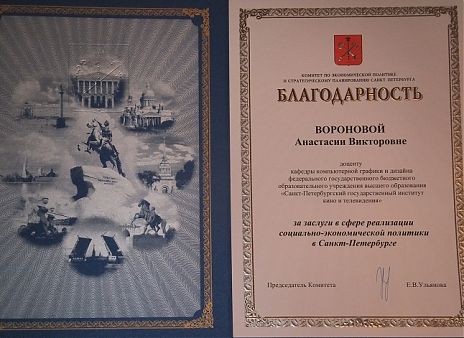 КОМИТЕТ ПО ЭКОНОМИЧЕСКОЙ ПОЛИТИКЕ
И СТРАТЕГИЧЕСКОМУ ПЛАНИРОВАНИЮ САНКТ-ПЕТЕРБУРГА
БЛАГОДАРНОСТЬ
ВОРОНОВОЙ
Анастасии Викторовне
доценту
кафедры компьютерной графики и дизайна
федерального государственного бюджетного
образовательного учреждения высшего образования
«Санкт-Петербургский государственный институт
кино и телевидения»
за заслуги в сфере реализации
социально-экономической политики
в Санкт-Петербурге
Председатель Комитета Е.В.Ульянова